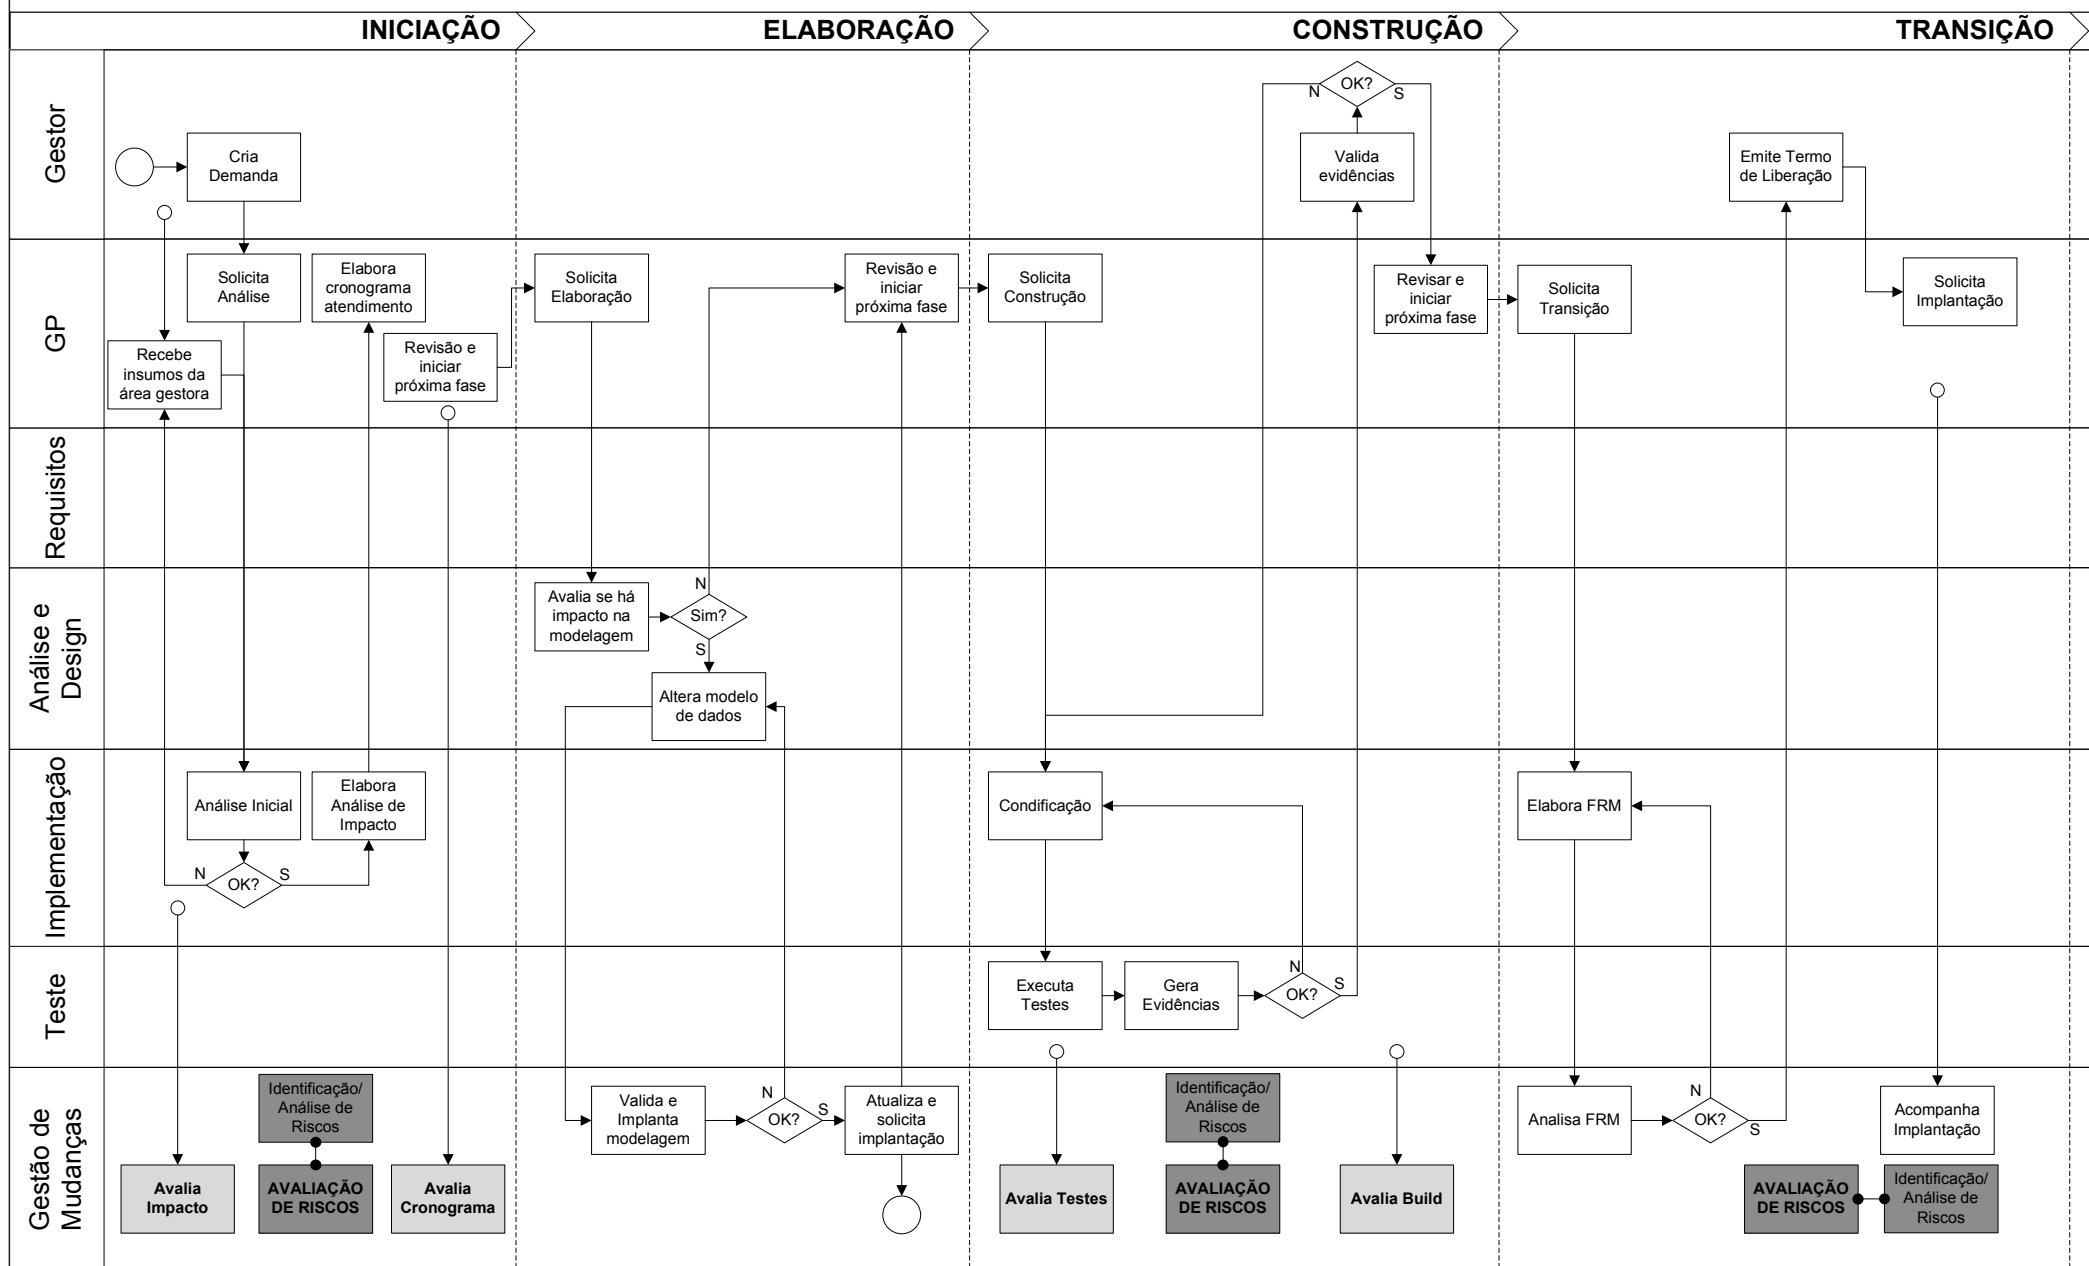 INICIAÇÃO
ELABORAÇÃO
CONSTRUÇÃO
TRANSIÇÃO
Gestor
Cria
Demanda
OK?
N
S
Valida
evidências
Emite Termo
de Liberação
GP
Solicita
Análise
Elabora
cronograma
atendimento
Recebe
insumos da
área gestora
Revisão e
iniciar
próxima fase
Solicita
Elaboração
Revisão e
iniciar
próxima fase
Solicita
Construção
Revisar e
iniciar
próxima fase
Solicita
Transição
Solicita
Implantação
Requisitos
Análise e
Design
Avalia se há
impacto na
modelagem
N
Sim?
S
Altera modelo
de dados
Implementação
Análise Inicial
Elabora
Análise de
Impacto
N
OK?
S
Condificação
Elabora FRM
Teste
Executa
Testes
Gera
Evidências
N
OK?
S
Gestão de
Mudanças
Identificação/
Análise de
Riscos
Avalia
Impacto
AVALIAÇÃO
DE RISCOS
Avalia
Cronograma
Valida e
Implanta
modelagem
N
OK?
S
Atualiza e
solicita
implantação
Identificação/
Análise de
Riscos
Avalia Testes
AVALIAÇÃO
DE RISCOS
Avalia Build
Analisa FRM
N
OK?
S
Acompanha
Implantação
AVALIAÇÃO
DE RISCOS
Identificação/
Análise de
Riscos